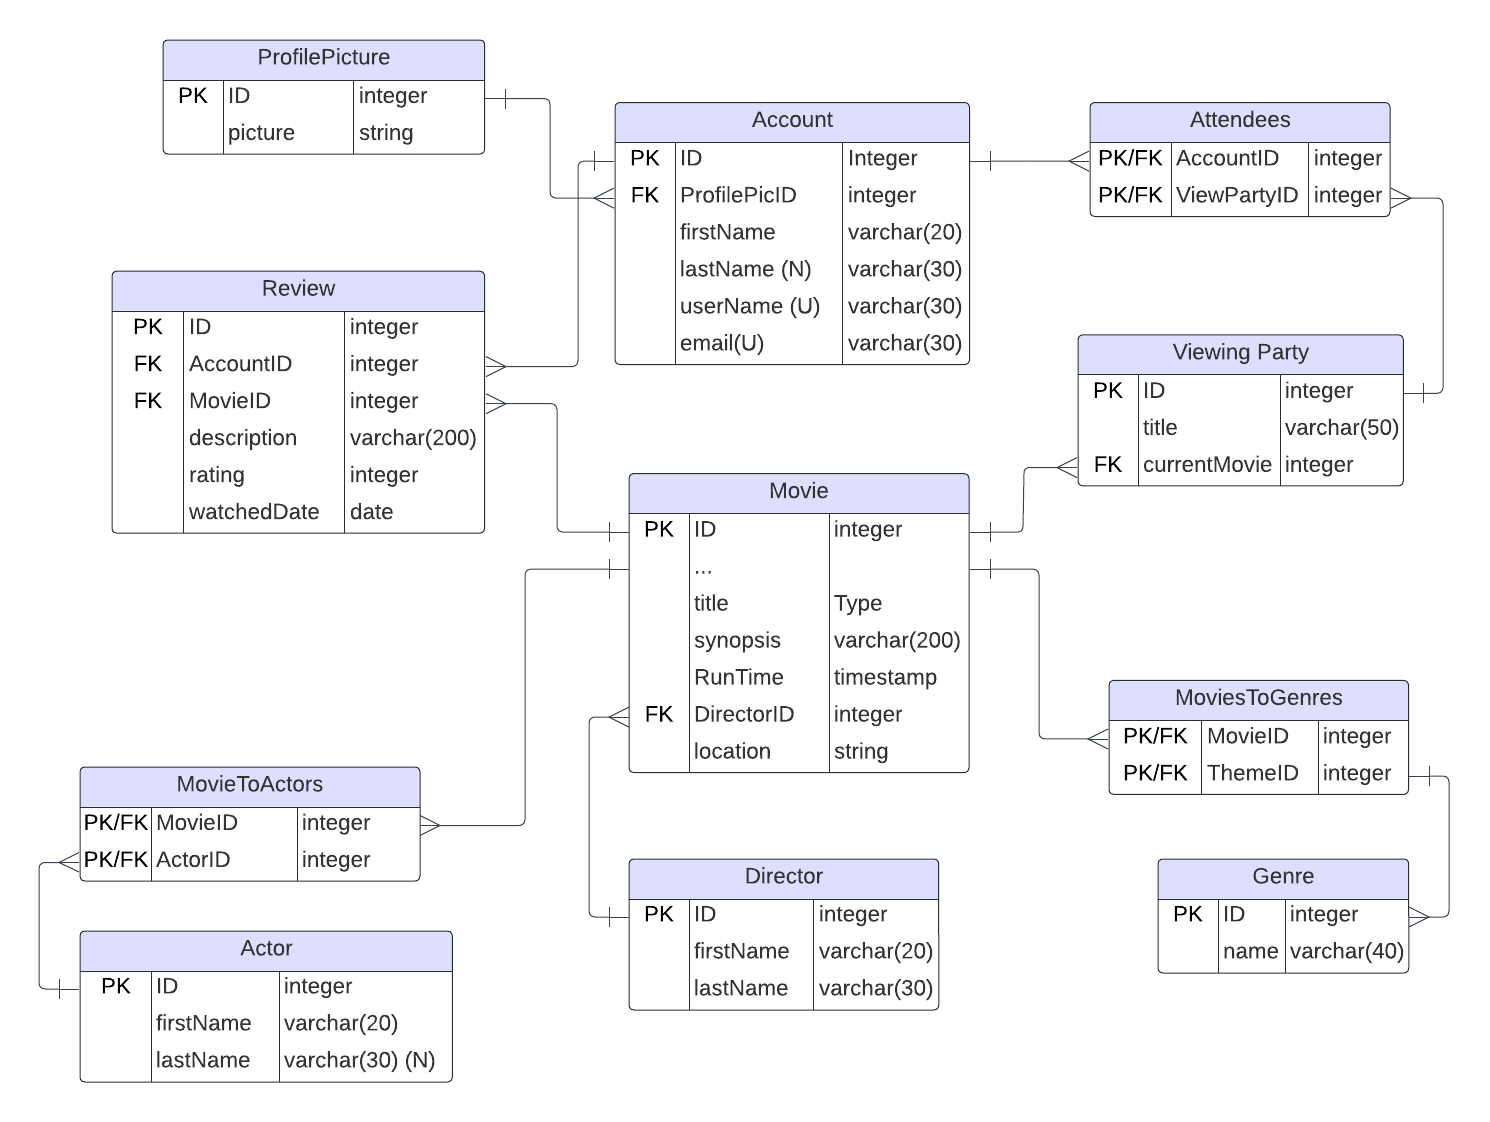 ProfilePicture
PK ID integer
picture string
Account
PK ID Integer
FK ProfilePicID integer
firstName varchar(20)
lastName (N) varchar(30)
userName (U) varchar(30)
email(U) varchar(30)
Attendees
PK/FK AccountID integer
PK/FK ViewPartyID integer
Review
PK ID integer
FK AccountID integer
FK MovieID integer
description varchar(200)
rating integer
watchedDate date
Viewing Party
PK ID integer
title varchar(50)
FK currentMovie integer
Movie
PK ID integer
...
title Type
synopsis varchar(200)
RunTime timestamp
FK DirectorID integer
location string
MoviesToGenres
PK/FK MovieID integer
PK/FK ThemeID integer
MovieToActors
PK/FK MovieID integer
PK/FK ActorID integer
Director
PK ID integer
firstName varchar(20)
lastName varchar(30)
Genre
PK ID integer
name varchar(40)
Actor
PK ID integer
firstName varchar(20)
lastName varchar(30) (N)